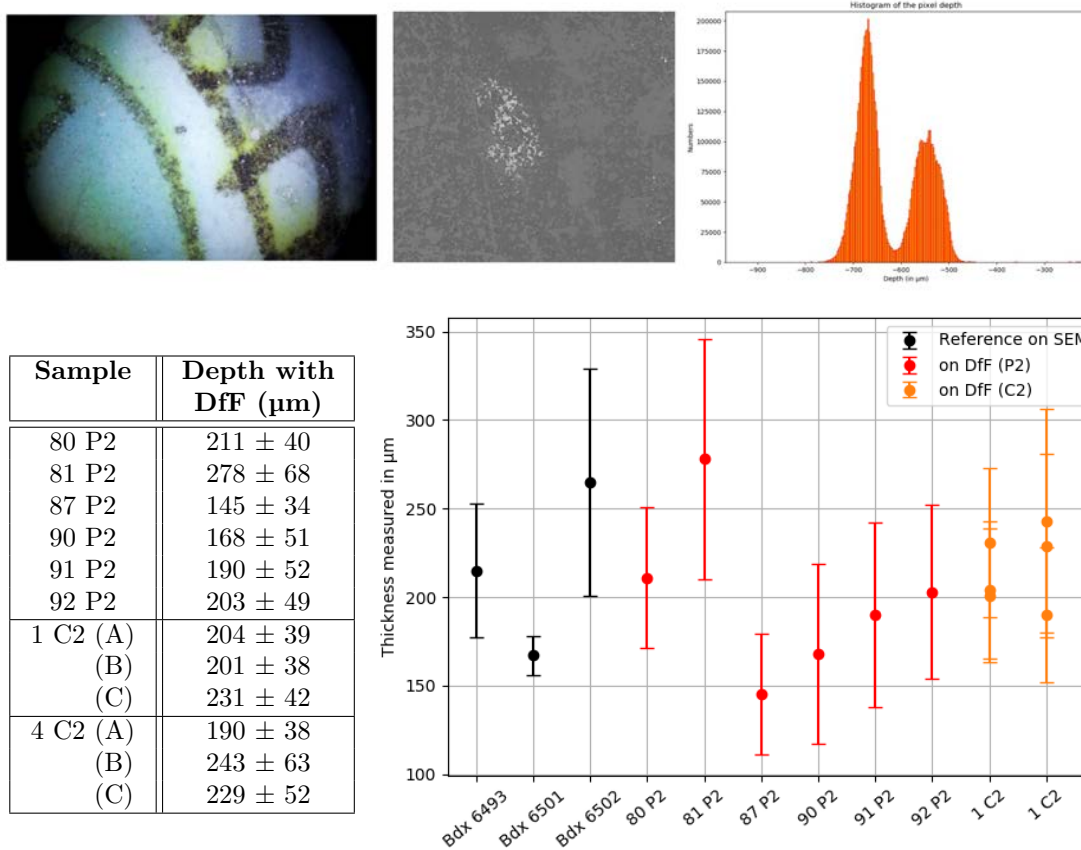 Histogram of the pixel depth
200000
175000
150000
125000
100000
75000
50000
25000
0
Numbers
−900 −800 −700 −600 −500 −400 −300
Depth (in µm)
Sample Depth with
DfF (µm)
80 P2 211 ± 40
81 P2 278 ± 68
87 P2 145 ± 34
90 P2 168 ± 51
91 P2 190 ± 52
92 P2 203 ± 49
1 C2 (A) 204 ± 39
(B) 201 ± 38
(C) 231 ± 42
4 C2 (A) 190 ± 38
(B) 243 ± 63
(C) 229 ± 52
Reference on SEM
on DfF (P2)
on DfF (C2)
350
300
250
200
150
100
Thickness measured in µm
Bdx 6493 Bdx 6501 Bdx 6502 80 P2 81 P2 87 P2 90 P2 91 P2 92 P2 1 C2 1 C2